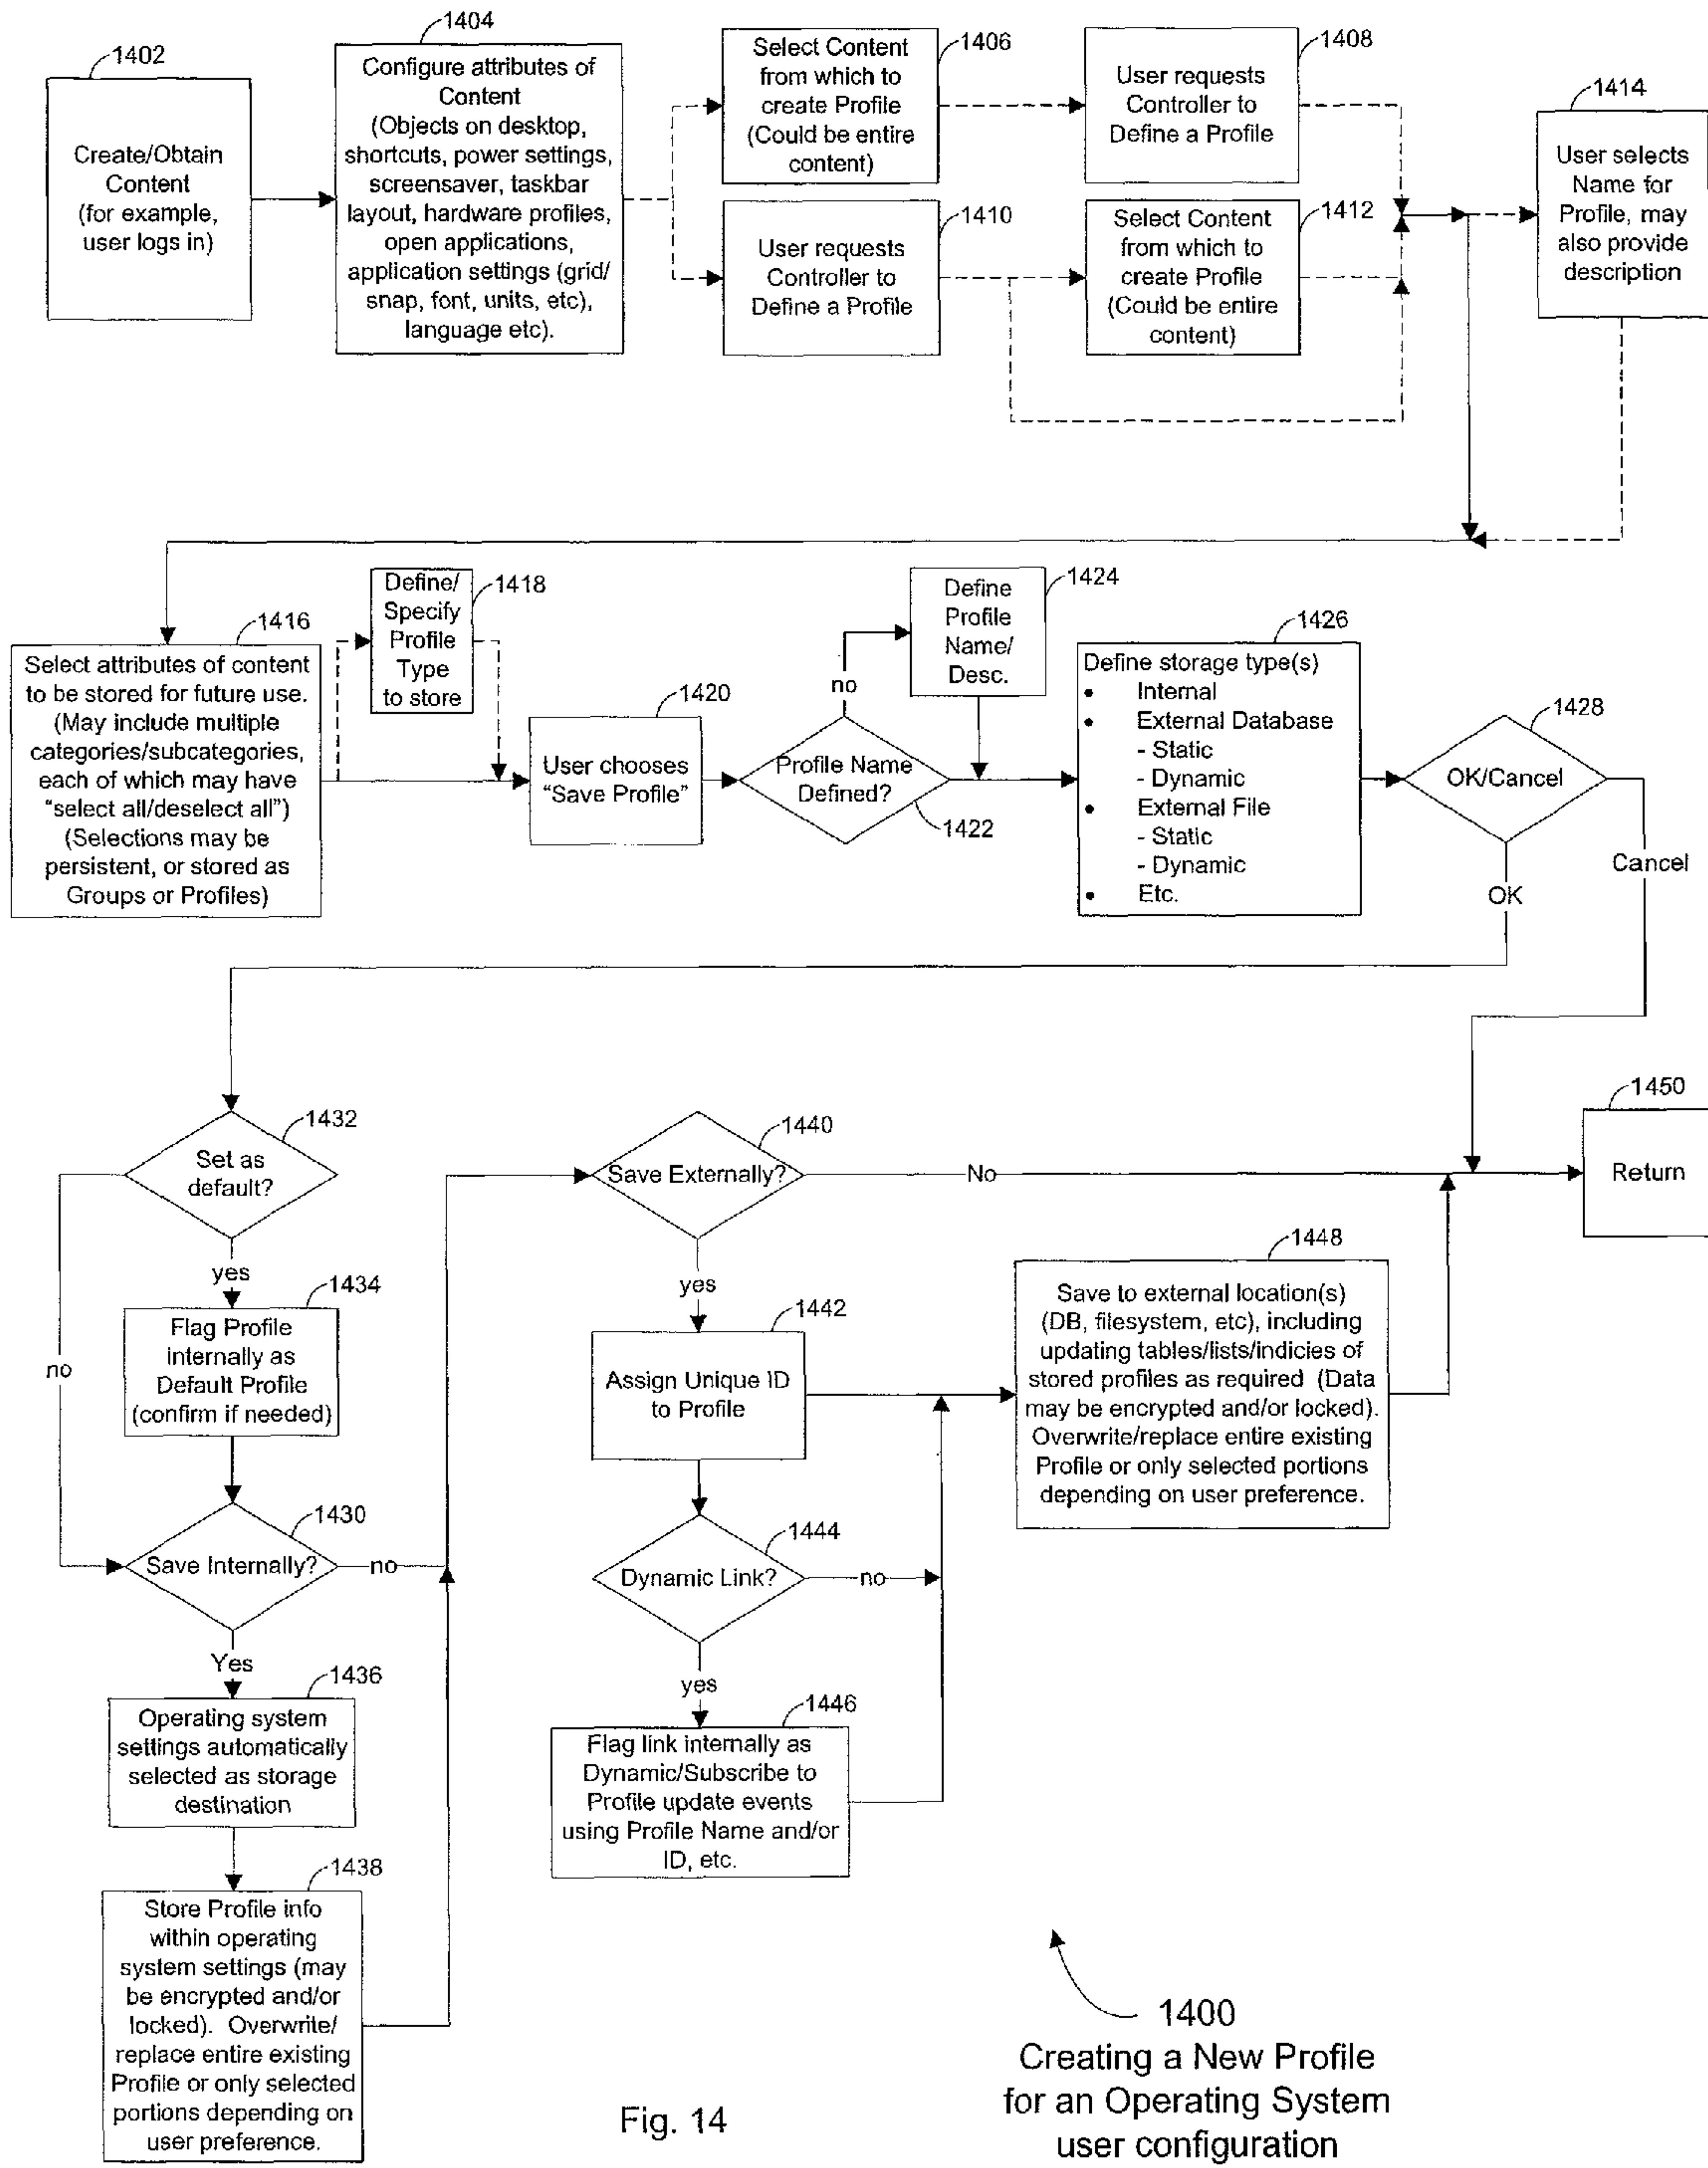 1402
Create/Obtain
Content
(for example,
user logs in)
1404
Configure attributes of
Content
(Objects on desktop,
shortcuts, power settings,
screensaver, taskbar
layout, hardware profiles,
open applications,
application settings (grid/
snap, font, units, etc),
language etc).
1406
Select Content
from which to
create Profile
(Could be entire
content)
1408
User requests
Controller to
Define a Profile
1410
User requests
Controller to
Define a Profile
1412
Select Content
from which to
create Profile
(Could be entire
content)
1414
User selects
Name for
Profile, may
also provide
description
1416
Select attributes of content
to be stored for future use.
(May include multiple
categories/subcategories,
each of which may have
“select all/deselect all”)
(Selections may be
persistent, or stored as
Groups or Profiles)
1418
Define/
Specify
Profile
Type
to store
1420
User chooses
“Save Profile”
Profile Name
Defined?
1422
no
1424
Define
Profile
Name/
Desc.
1426
Define storage type(s)
• Internal
• External Database
- Static
- Dynamic
• External File
- Static
- Dynamic
• Etc.
1428
OK/Cancel
OK
Cancel
1432
Set as
default?
yes
no
1434
Flag Profile
internally as
Default Profile
(confirm if needed)
1430
Save Internally?
no
Yes
1436
Operating system
settings automatically
selected as storage
destination
1438
Store Profile info
within operating
system settings (may
be encrypted and/or
locked). Overwrite/
replace entire existing
Profile or only selected
portions depending on
user preference.
1440
Save Externally?
No
yes
1442
Assign Unique ID
to Profile
1444
Dynamic Link?
no
yes
1446
Flag link internally as
Dynamic/Subscribe to
Profile update events
using Profile Name and/or
ID, etc.
1448
Save to external location(s)
(DB, filesystem, etc), including
updating tables/lists/indicies of
stored profiles as required (Data
may be encrypted and/or locked).
Overwrite/replace entire existing
Profile or only selected portions
depending on user preference.
1450
Return
Fig. 14
1400
Creating a New Profile
for an Operating System
user configuration